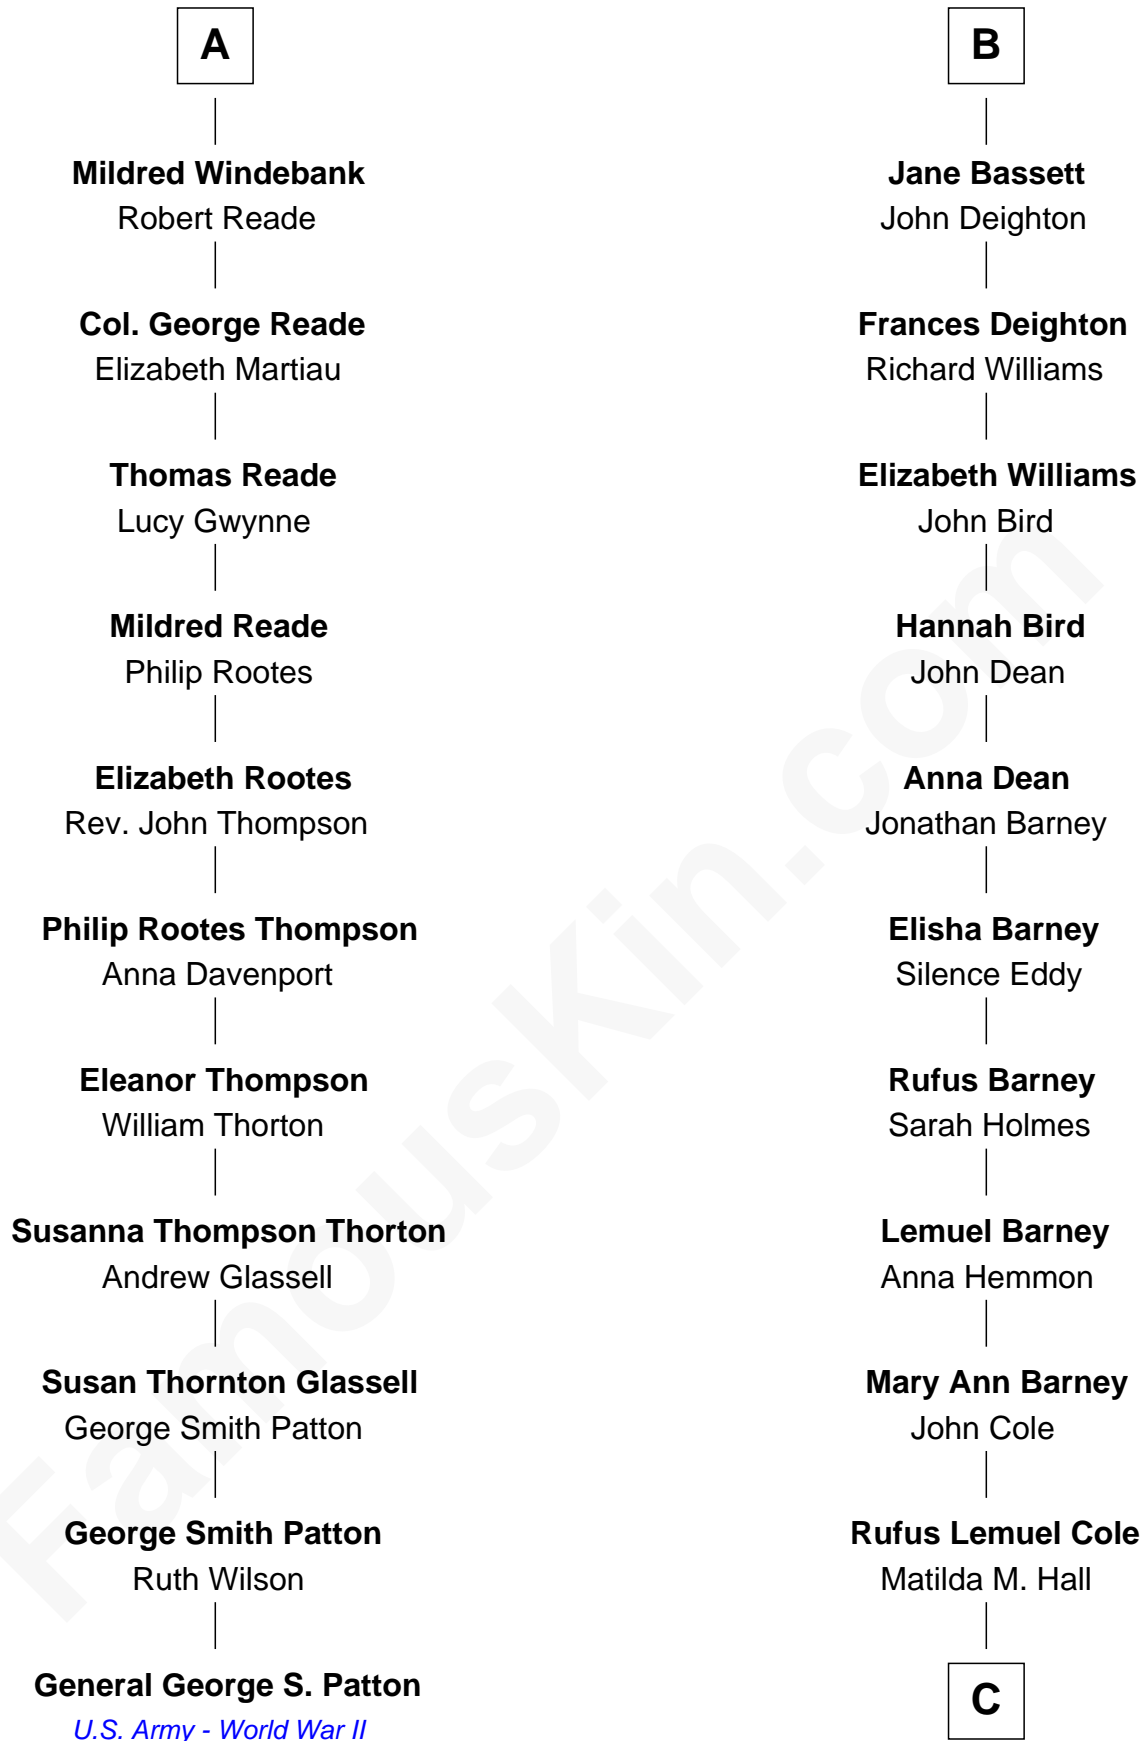 A
Mildred Windebank
Robert Reade
Col. George Reade
Elizabeth Martiau
Thomas Reade
Lucy Gwynne
Mildred Reade
Philip Rootes
Elizabeth Rootes
Rev. John Thompson
Philip Rootes Thompson
Anna Davenport
Eleanor Thompson
William Thorton
Susanna Thompson Thorton
Andrew Glassell
Susan Thornton Glassell
George Smith Patton
George Smith Patton
Ruth Wilson
General George S. Patton
U.S. Army - World War II
B
Jane Bassett
John Deighton
Frances Deighton
Richard Williams
Elizabeth Williams
John Bird
Hannah Bird
John Dean
Anna Dean
Jonathan Barney
Elisha Barney
Silence Eddy
Rufus Barney
Sarah Holmes
Lemuel Barney
Anna Hemmon
Mary Ann Barney
John Cole
Rufus Lemuel Cole
Matilda M. Hall
C
FamousKin.com